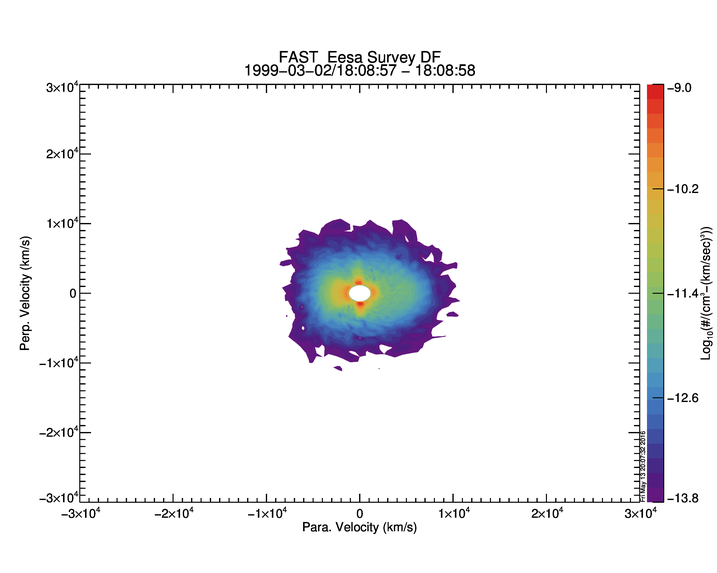 FAST Eesa Survey DF
1999-03-02/18:08:57 - 18:08:58
3×10⁴
2×10⁴
1×10⁴
0
-1×10⁴
-2×10⁴
-3×10⁴
Perp. Velocity (km/s)
-3×10⁴ -2×10⁴ -1×10⁴ 0 1×10⁴ 2×10⁴ 3×10⁴
Para. Velocity (km/s)
-9.0
-10.2
-11.4
-12.6
-13.8
Log₁₀(#/(cm³-(km/sec)³))